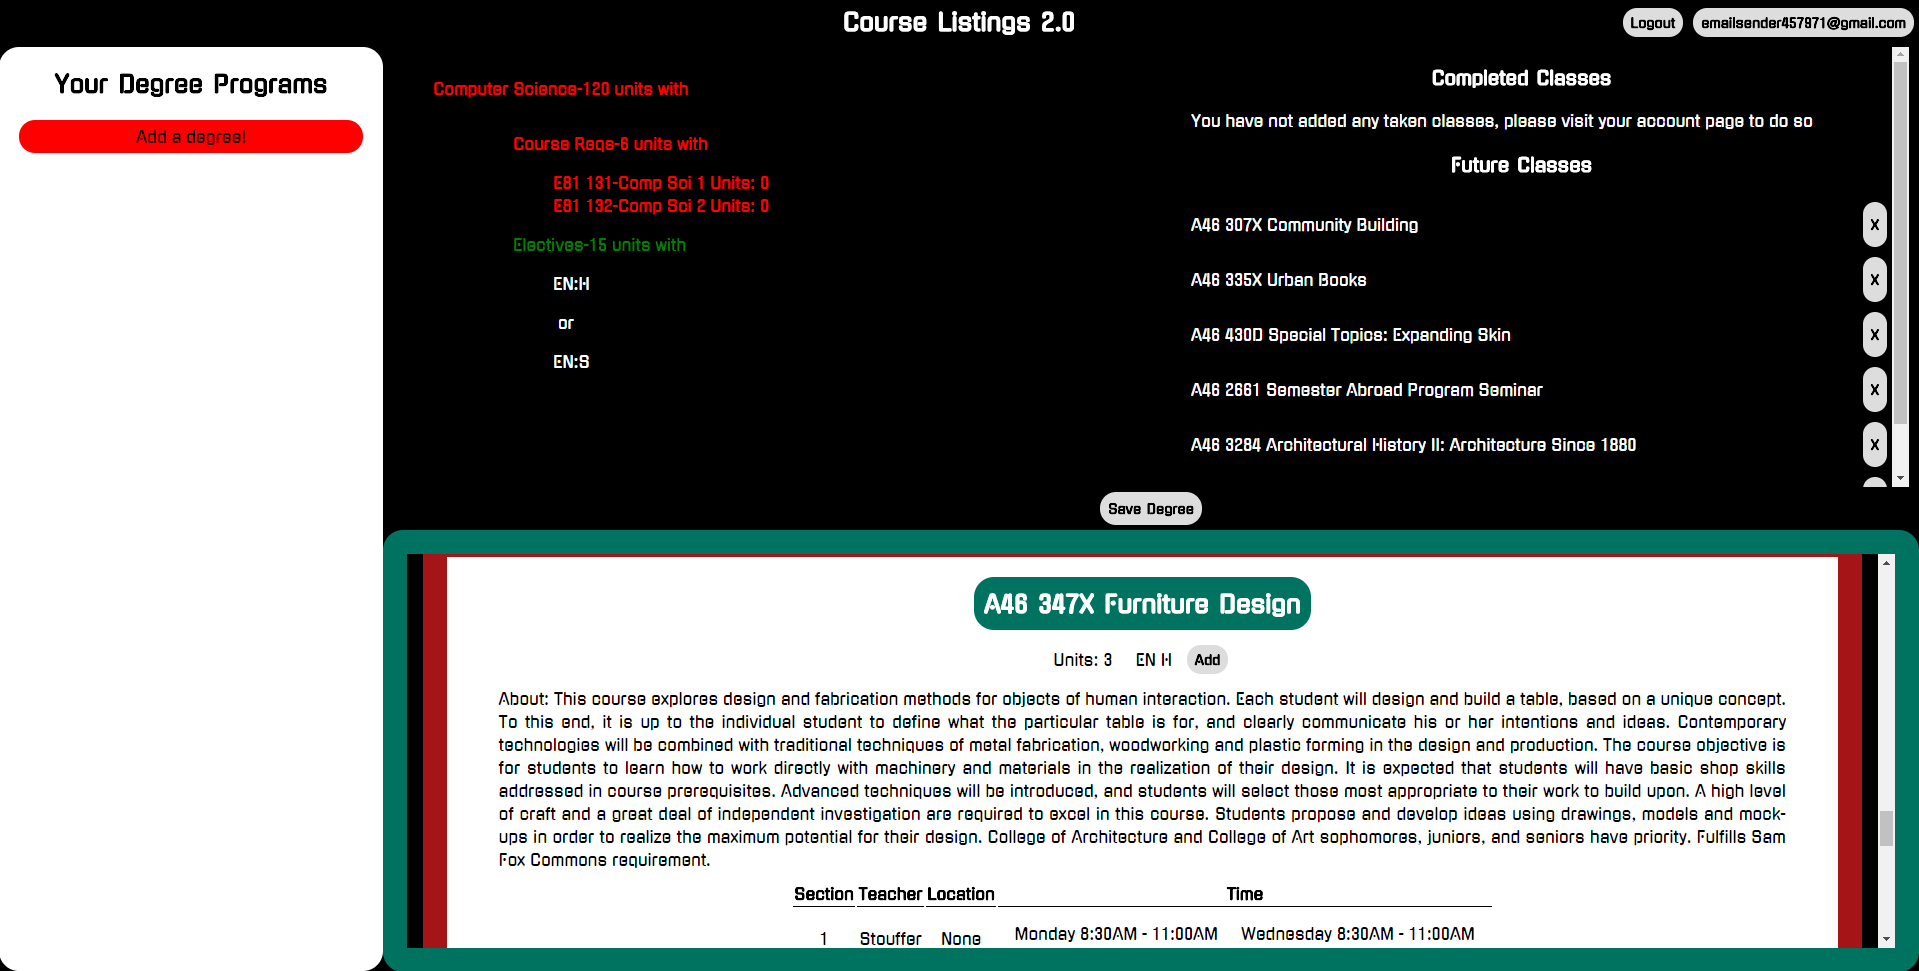 Course Listings 2.0
Logout
emailsender457971@gmail.com
Your Degree Programs
Add a degree!
Computer Science-120 units with
Course Reqs-6 units with
E81 131-Comp Sci 1 Units: 0
E81 132-Comp Sci 2 Units: 0
Electives-15 units with
EN:H
or
EN:S
Completed Classes
You have not added any taken classes, please visit your account page to do so
Future Classes
A46 307X Community Building
X
A46 335X Urban Books
X
A46 430D Special Topics: Expanding Skin
X
A46 2661 Semester Abroad Program Seminar
X
A46 3284 Architectural History II: Architecture Since 1880
X
Save Degree
A46 347X Furniture Design
Units: 3 EN H Add
About: This course explores design and fabrication methods for objects of human interaction. Each student will design and build a table, based on a unique concept.
To this end, it is up to the individual student to define what the particular table is for, and clearly communicate his or her intentions and ideas. Contemporary
technologies will be combined with traditional techniques of metal fabrication, woodworking and plastic forming in the design and production. The course objective is
for students to learn how to work directly with machinery and materials in the realization of their design. It is expected that students will have basic shop skills
addressed in course prerequisites. Advanced techniques will be introduced, and students will select those most appropriate to their work to build upon. A high level
of craft and a great deal of independent investigation are required to excel in this course. Students propose and develop ideas using drawings, models and mock-
ups in order to realize the maximum potential for their design. College of Architecture and College of Art sophomores, juniors, and seniors have priority. Fulfills Sam
Fox Commons requirement.
Section Teacher Location Time
1 Stouffer None Monday 8:30AM - 11:00AM Wednesday 8:30AM - 11:00AM